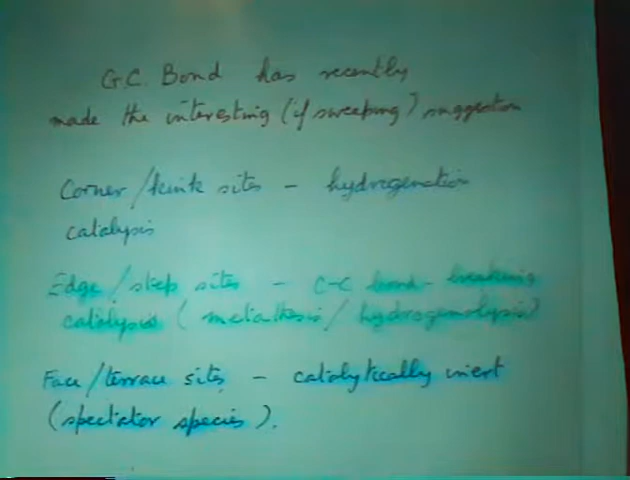 G.C. Bond has recently
made the interesting (if sweeping) suggestion
Corner/kink sites - hydrogenation
catalysis
Edge/step sites - C-C bond-breaking
catalysis (metathesis/hydrogenolysis)
Face/terrace sites - catalytically inert
(spectator species).